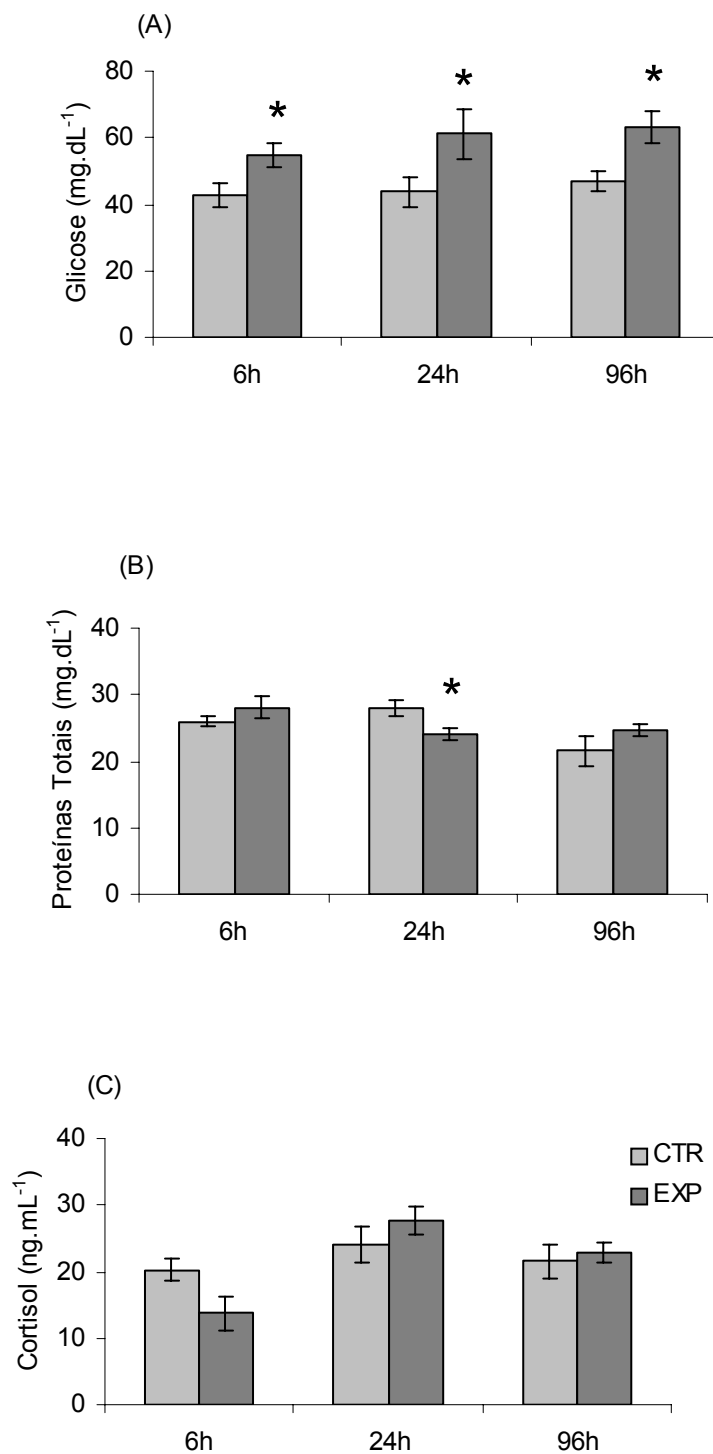 (A)
Glicose (mg.dL⁻¹)
80
60
40
20
0
*
*
*
6h
24h
96h
(B)
Proteínas Totais (mg.dL⁻¹)
40
30
20
10
0
*
6h
24h
96h
(C)
Cortisol (ng.mL⁻¹)
40
30
20
10
0
CTR
EXP
6h
24h
96h